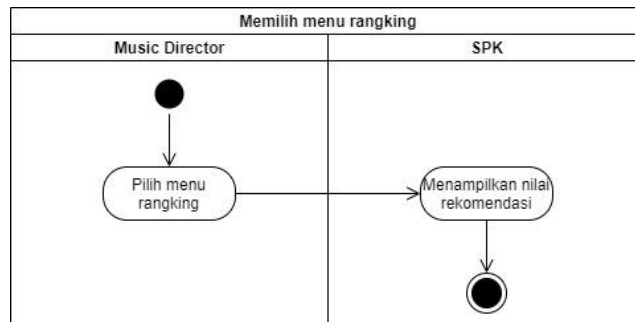 Memilih menu rangking
Music Director
SPK
Pilih menu
rangking
Menampilkan nilai
rekomendasi